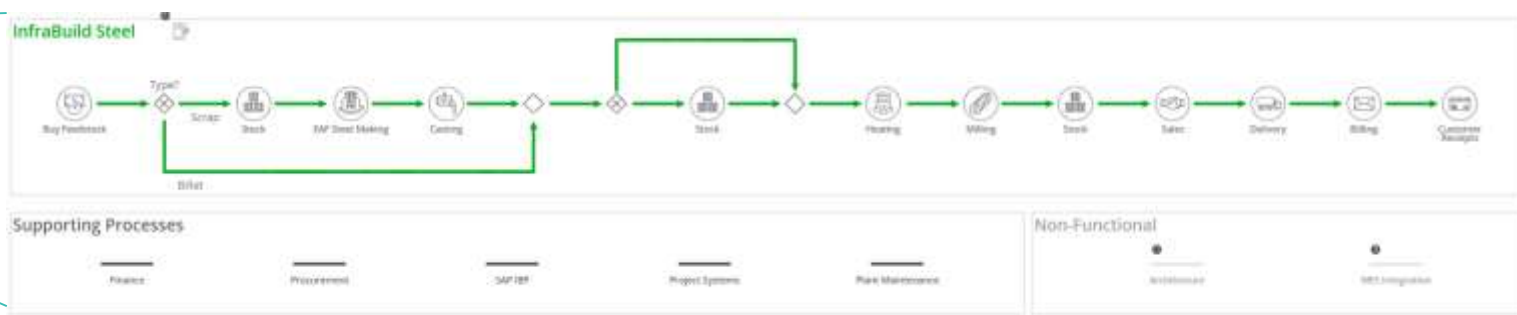 InfraBuild Steel
Type?
Scrap
Buy Feedstock
Stock
EAF Steel Making
Casting
Stock
Heating
Milling
Stock
Sales
Delivery
Billing
Customer
Receipts
Billet
Supporting Processes
Non-Functional
Finance
Procurement
SAP IBP
Project Systems
Plant Maintenance
Architecture
MES Integration